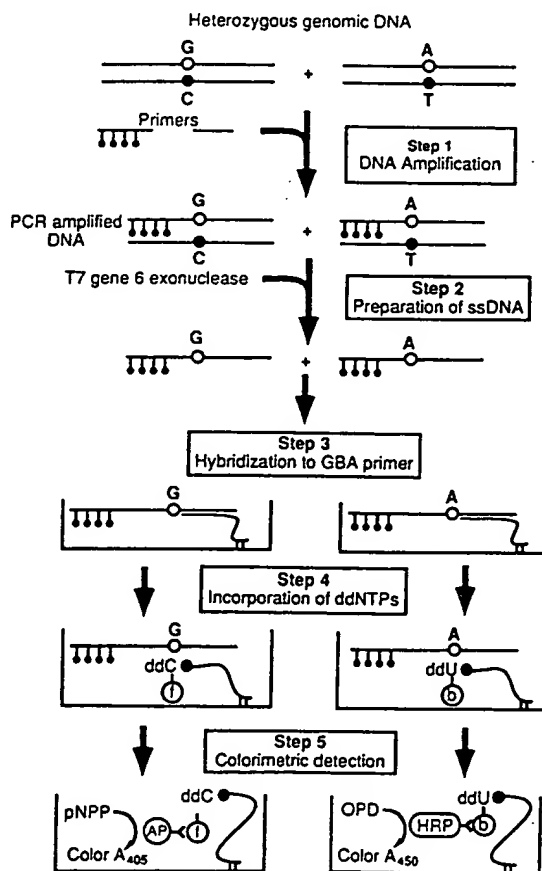 Heterozygous genomic DNA
G
A
+
C
T
Primers
Step 1
DNA Amplification
G
A
PCR amplified
DNA
+
C
T
T7 gene 6 exonuclease
Step 2
Preparation of ssDNA
G
A
+
Step 3
Hybridization to GBA primer
G
A
Step 4
Incorporation of ddNTPs
G
A
ddC
ddU
f
b
Step 5
Colorimetric detection
ddC
ddU
pNPP
OPD
AP
f
HRP
b
Color A405
Color A450